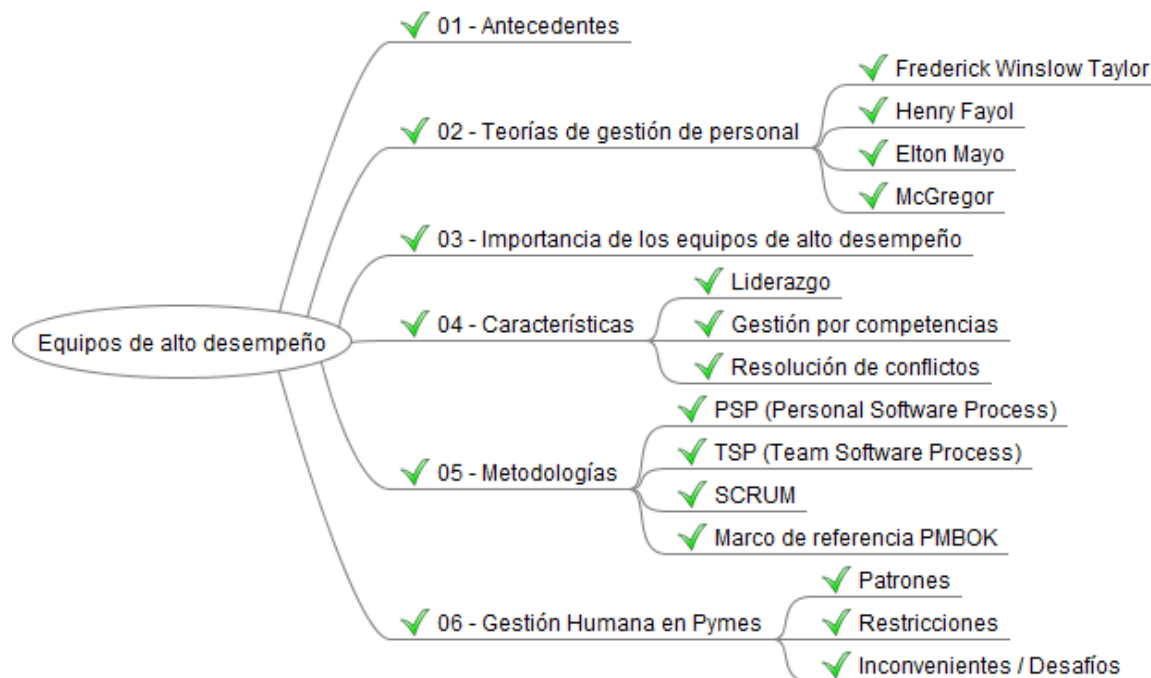 Equipos de alto desempeño
01 - Antecedentes
02 - Teorías de gestión de personal
Frederick Winslow Taylor
Henry Fayol
Elton Mayo
McGregor
03 - Importancia de los equipos de alto desempeño
04 - Características
Liderazgo
Gestión por competencias
Resolución de conflictos
05 - Metodologías
PSP (Personal Software Process)
TSP (Team Software Process)
SCRUM
Marco de referencia PMBOK
06 - Gestión Humana en Pymes
Patrones
Restricciones
Inconvenientes / Desafíos